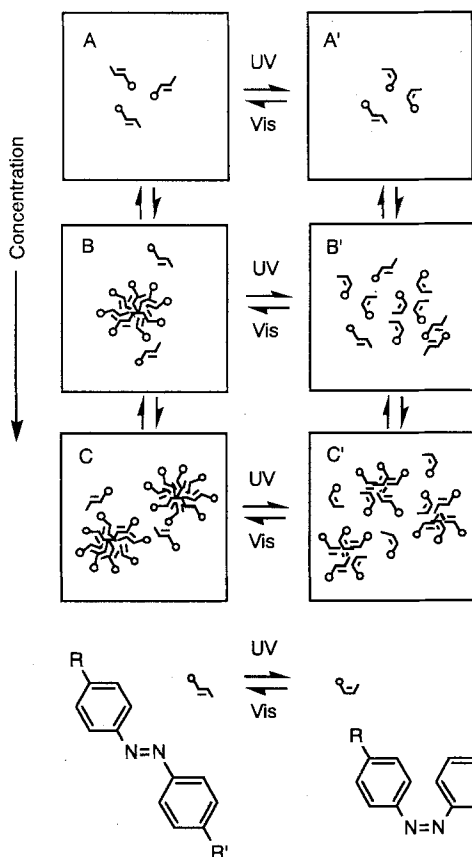 A
UV
Vis
A'
Concentration
B
UV
Vis
B'
C
UV
Vis
C'
UV
Vis
R
N=N
R'
R
N=N